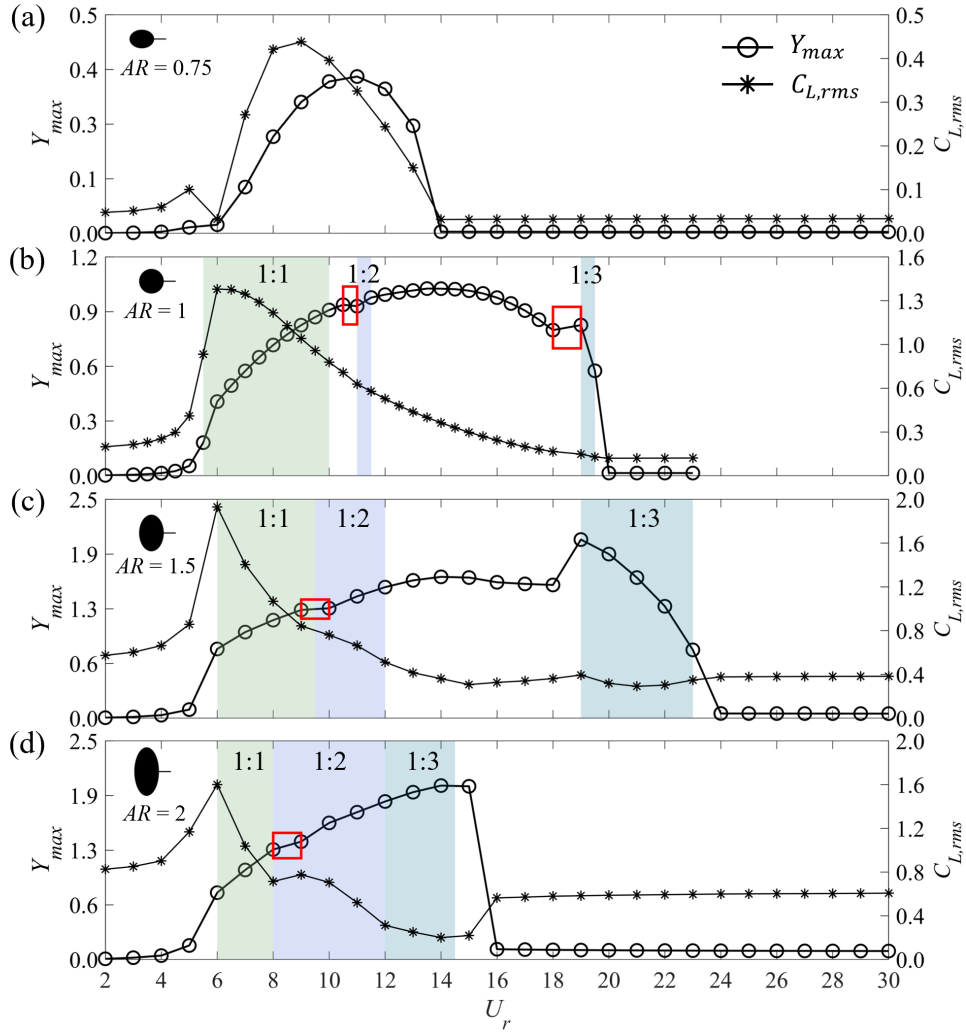 (a)
0.5
0.4
0.3
0.1
0.0
Y_max
AR = 0.75
Y_max
C_L,rms
0.5
0.4
0.3
0.1
0.0
C_L,rms
(b)
1.2
0.9
0.6
0.3
0.0
Y_max
AR = 1
1:1
1:2
1:3
1.6
1.3
1.0
0.6
0.3
0.0
C_L,rms
(c)
2.5
1.9
1.3
0.6
0.0
Y_max
AR = 1.5
1:1
1:2
1:3
2.0
1.6
1.2
0.8
0.4
0.0
C_L,rms
(d)
2.5
1.9
1.3
0.6
0.0
Y_max
AR = 2
1:1
1:2
1:3
2.0
1.6
1.2
0.8
0.4
0.0
C_L,rms
2 4 6 8 10 12 14 16 18 20 22 24 26 28 30
U_r